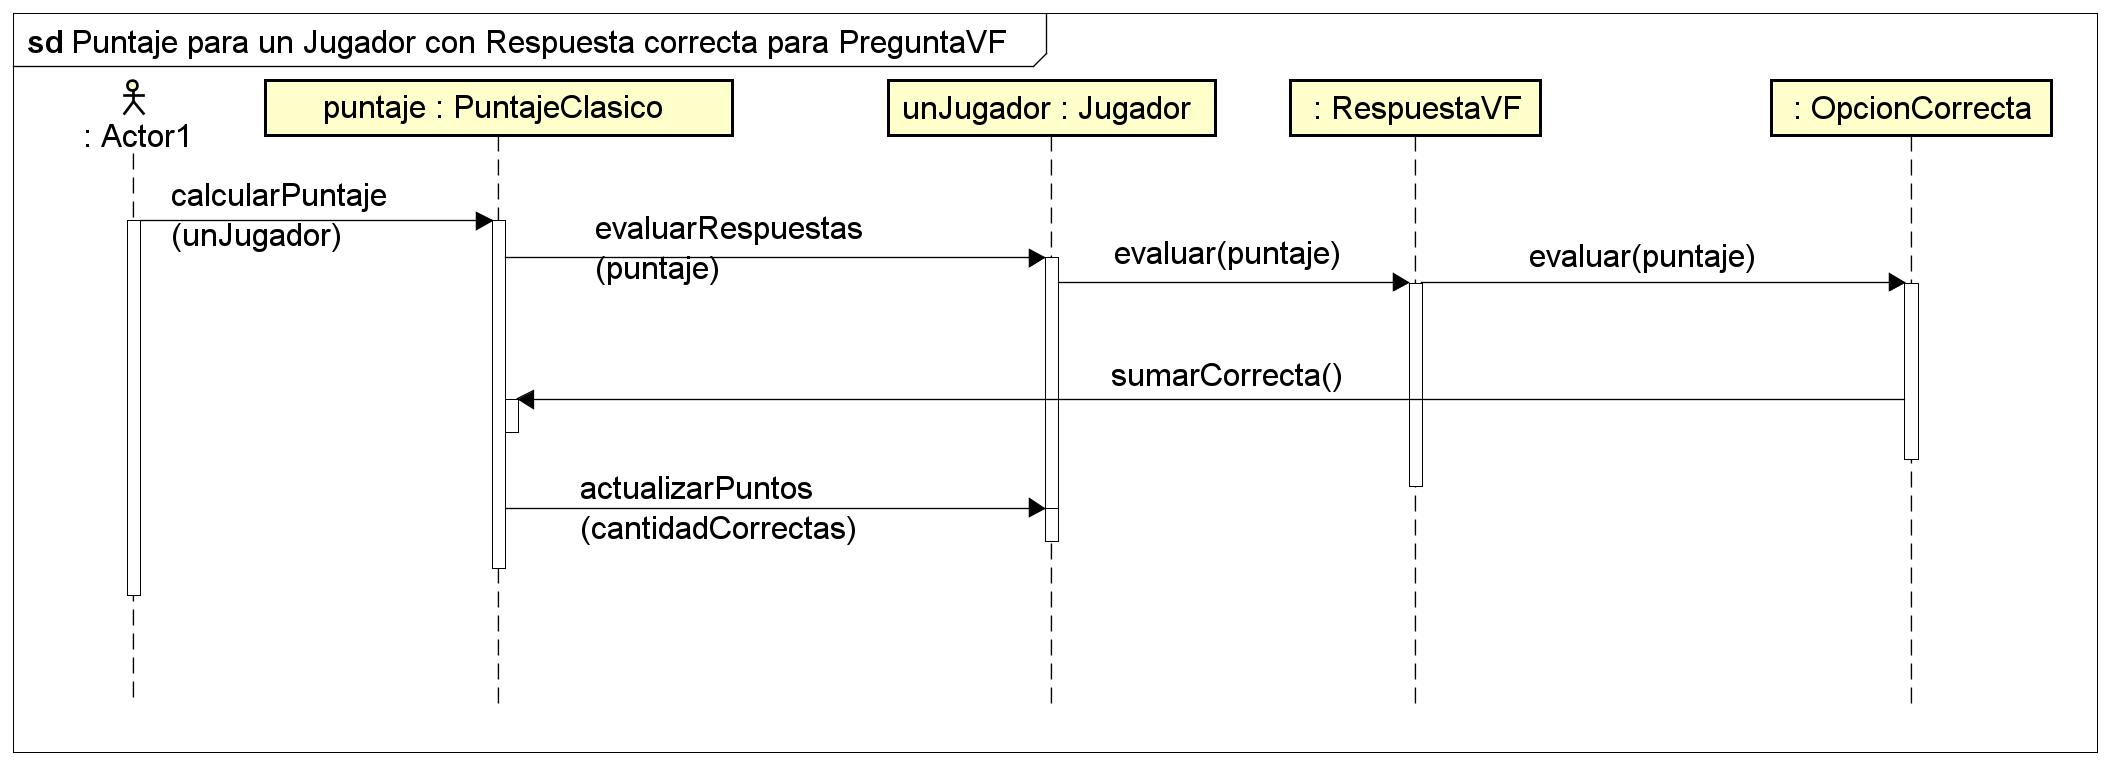 sd Puntaje para un Jugador con Respuesta correcta para PreguntaVF
: Actor1
puntaje : PuntajeClasico
unJugador : Jugador
: RespuestaVF
: OpcionCorrecta
calcularPuntaje
(unJugador)
evaluarRespuestas
(puntaje)
evaluar(puntaje)
evaluar(puntaje)
sumarCorrecta()
actualizarPuntos
(cantidadCorrectas)